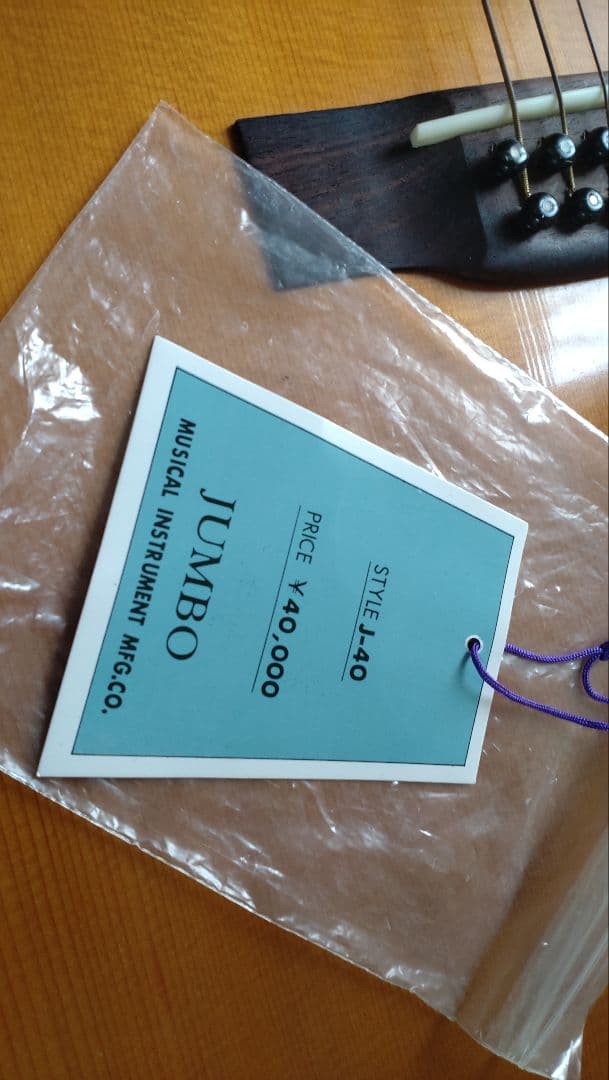 STYLE J-40
PRICE ¥40,000
JUMBO
MUSICAL INSTRUMENT MFG.CO.